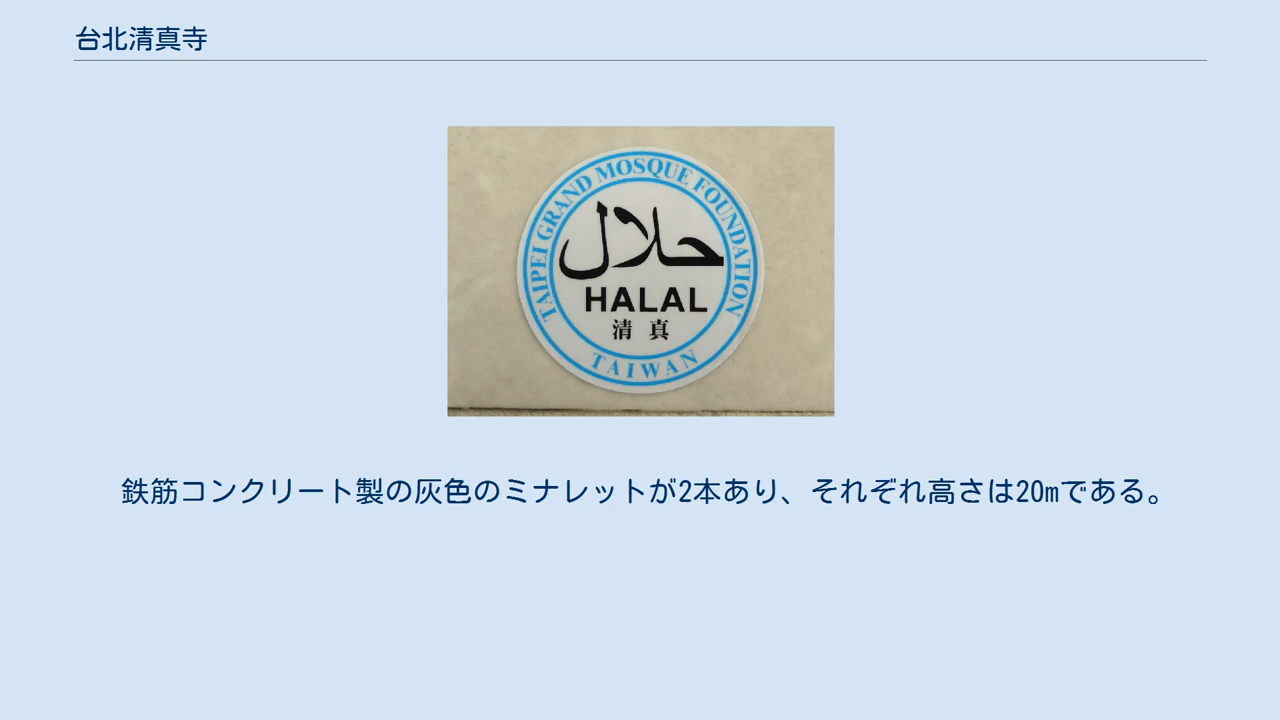 台北清真寺
TAIPEI GRAND MOSQUE FOUNDATION
حلال
HALAL
清真
TAIWAN
鉄筋コンクリート製の灰色のミナレットが2本あり、それぞれ高さは20mである。